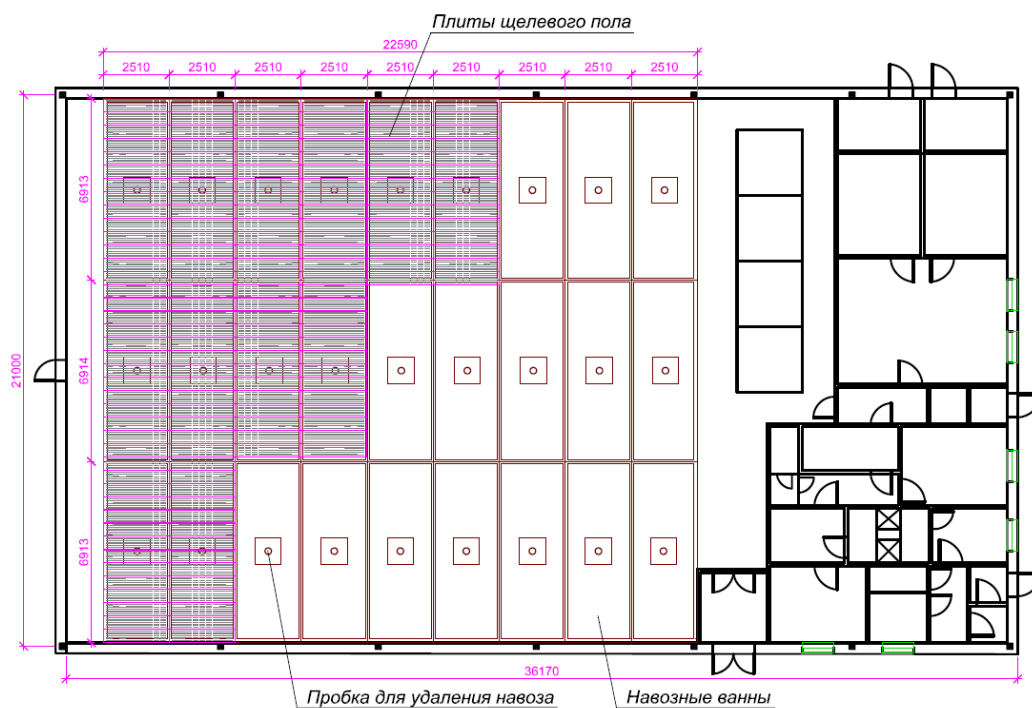 Плиты щелевого пола
22590
2510 2510 2510 2510 2510 2510 2510 2510 2510
6913
21000
6914
6913
36170
Пробка для удаления навоза
Навозные ванны